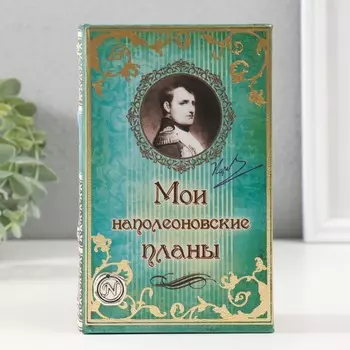 Мои
наполеоновские
планы
N